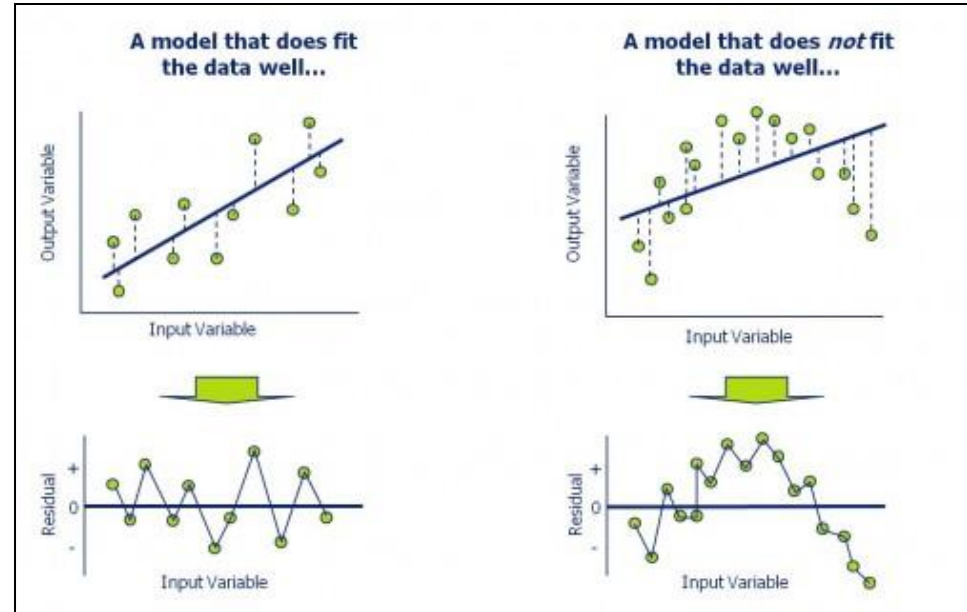 A model that does fit
the data well...
Output Variable
Input Variable
Residual
+
0
-
Input Variable
A model that does not fit
the data well...
Output Variable
Input Variable
Residual
+
0
-
Input Variable